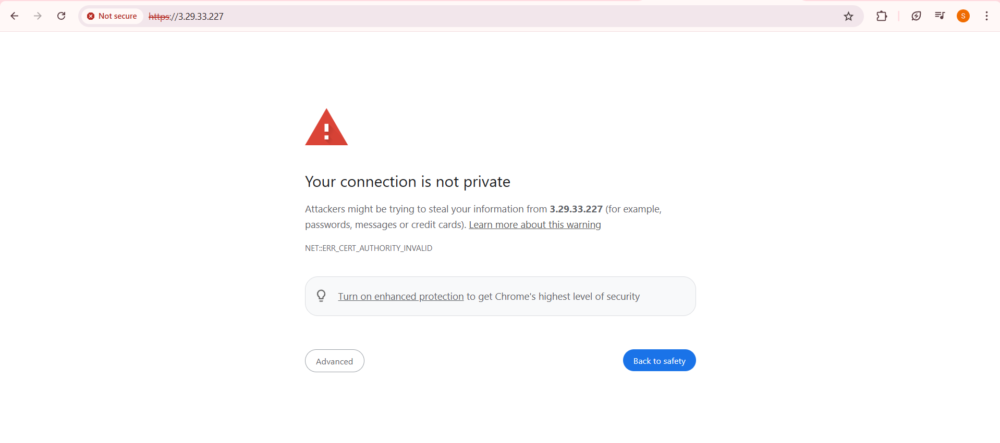 Not secure https://3.29.33.227 S
Your connection is not private
Attackers might be trying to steal your information from 3.29.33.227 (for example,
passwords, messages or credit cards). Learn more about this warning
NET::ERR_CERT_AUTHORITY_INVALID
Turn on enhanced protection to get Chrome's highest level of security
Advanced Back to safety